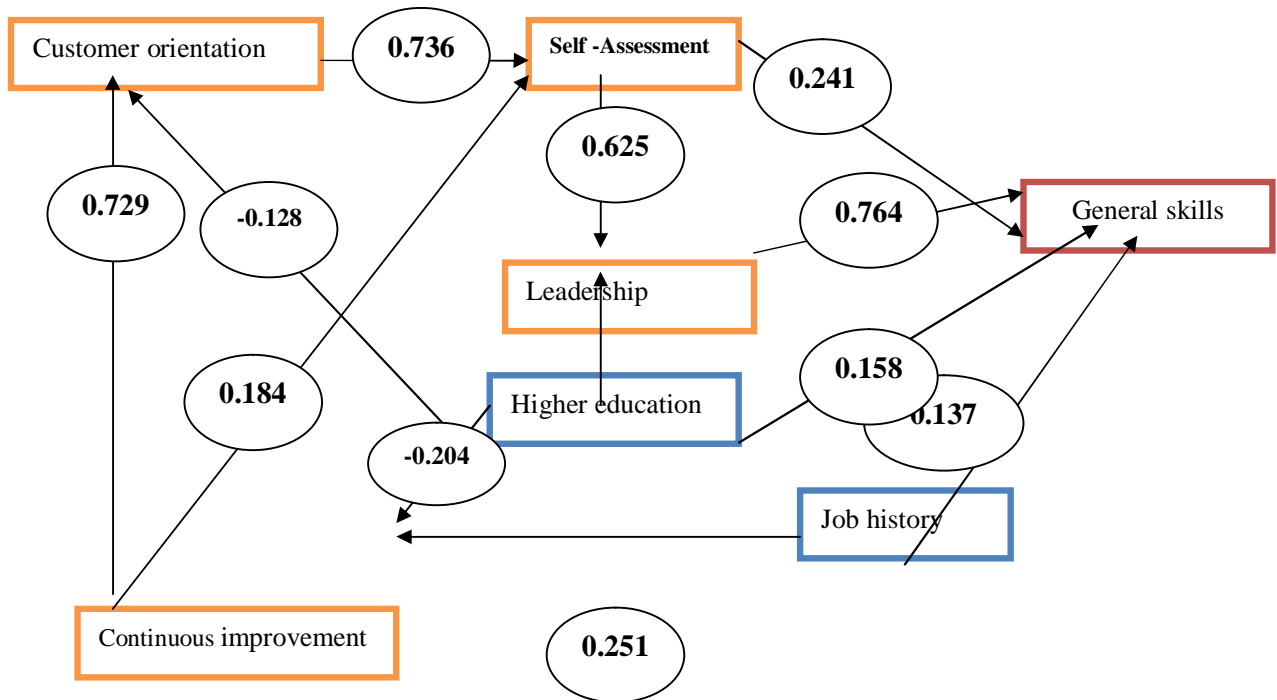 Customer orientation
0.736
Self -Assessment
0.241
0.625
0.729
-0.128
0.764
General skills
Leadership
0.184
0.158
Higher education
0.137
-0.204
Job history
Continuous improvement
0.251